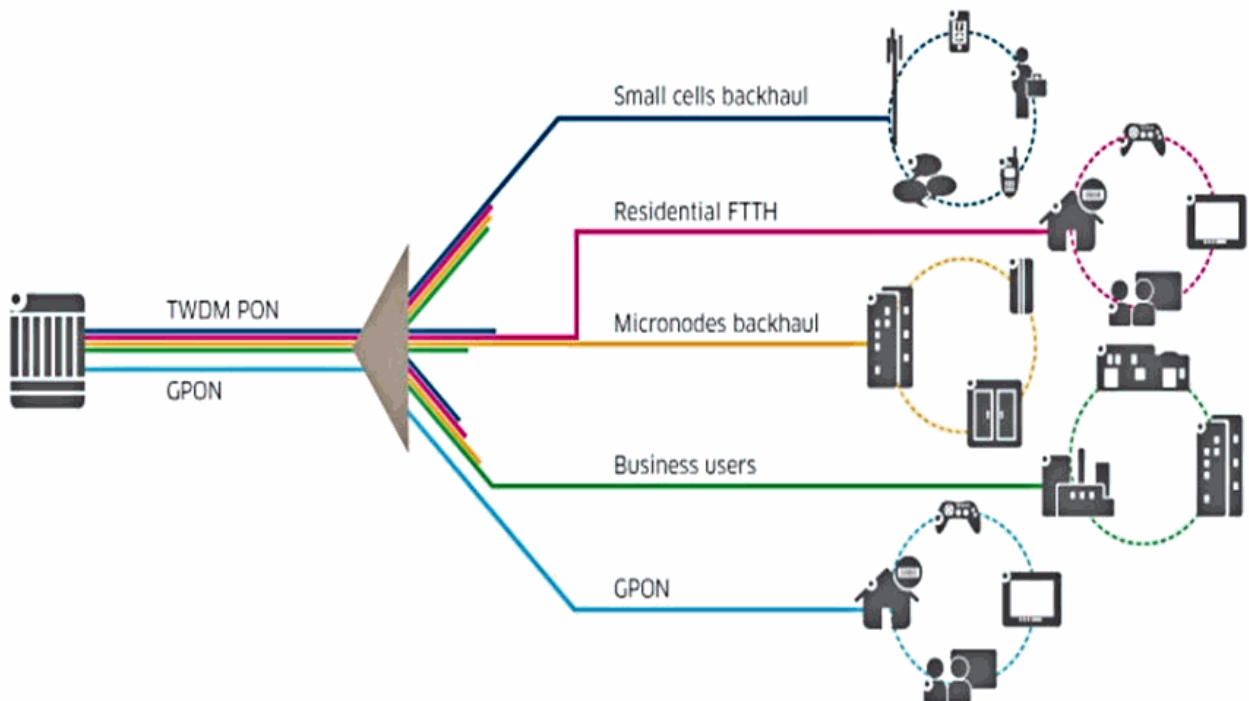 Small cells backhaul
Residential FTTH
TWDM PON
Micronodes backhaul
GPON
Business users
GPON